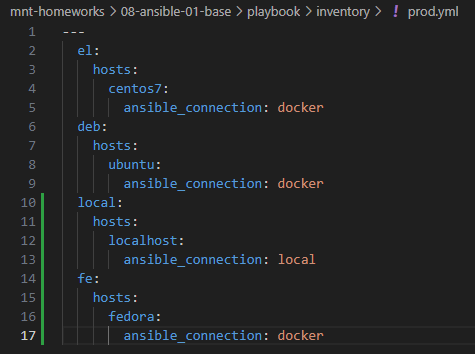 mnt-homeworks > 08-ansible-01-base > playbook > inventory > ! prod.yml
1 ---
2   el:
3     hosts:
4       centos7:
5         ansible_connection: docker
6   deb:
7     hosts:
8       ubuntu:
9         ansible_connection: docker
10   local:
11     hosts:
12       localhost:
13         ansible_connection: local
14   fe:
15     hosts:
16       fedora:
17         ansible_connection: docker